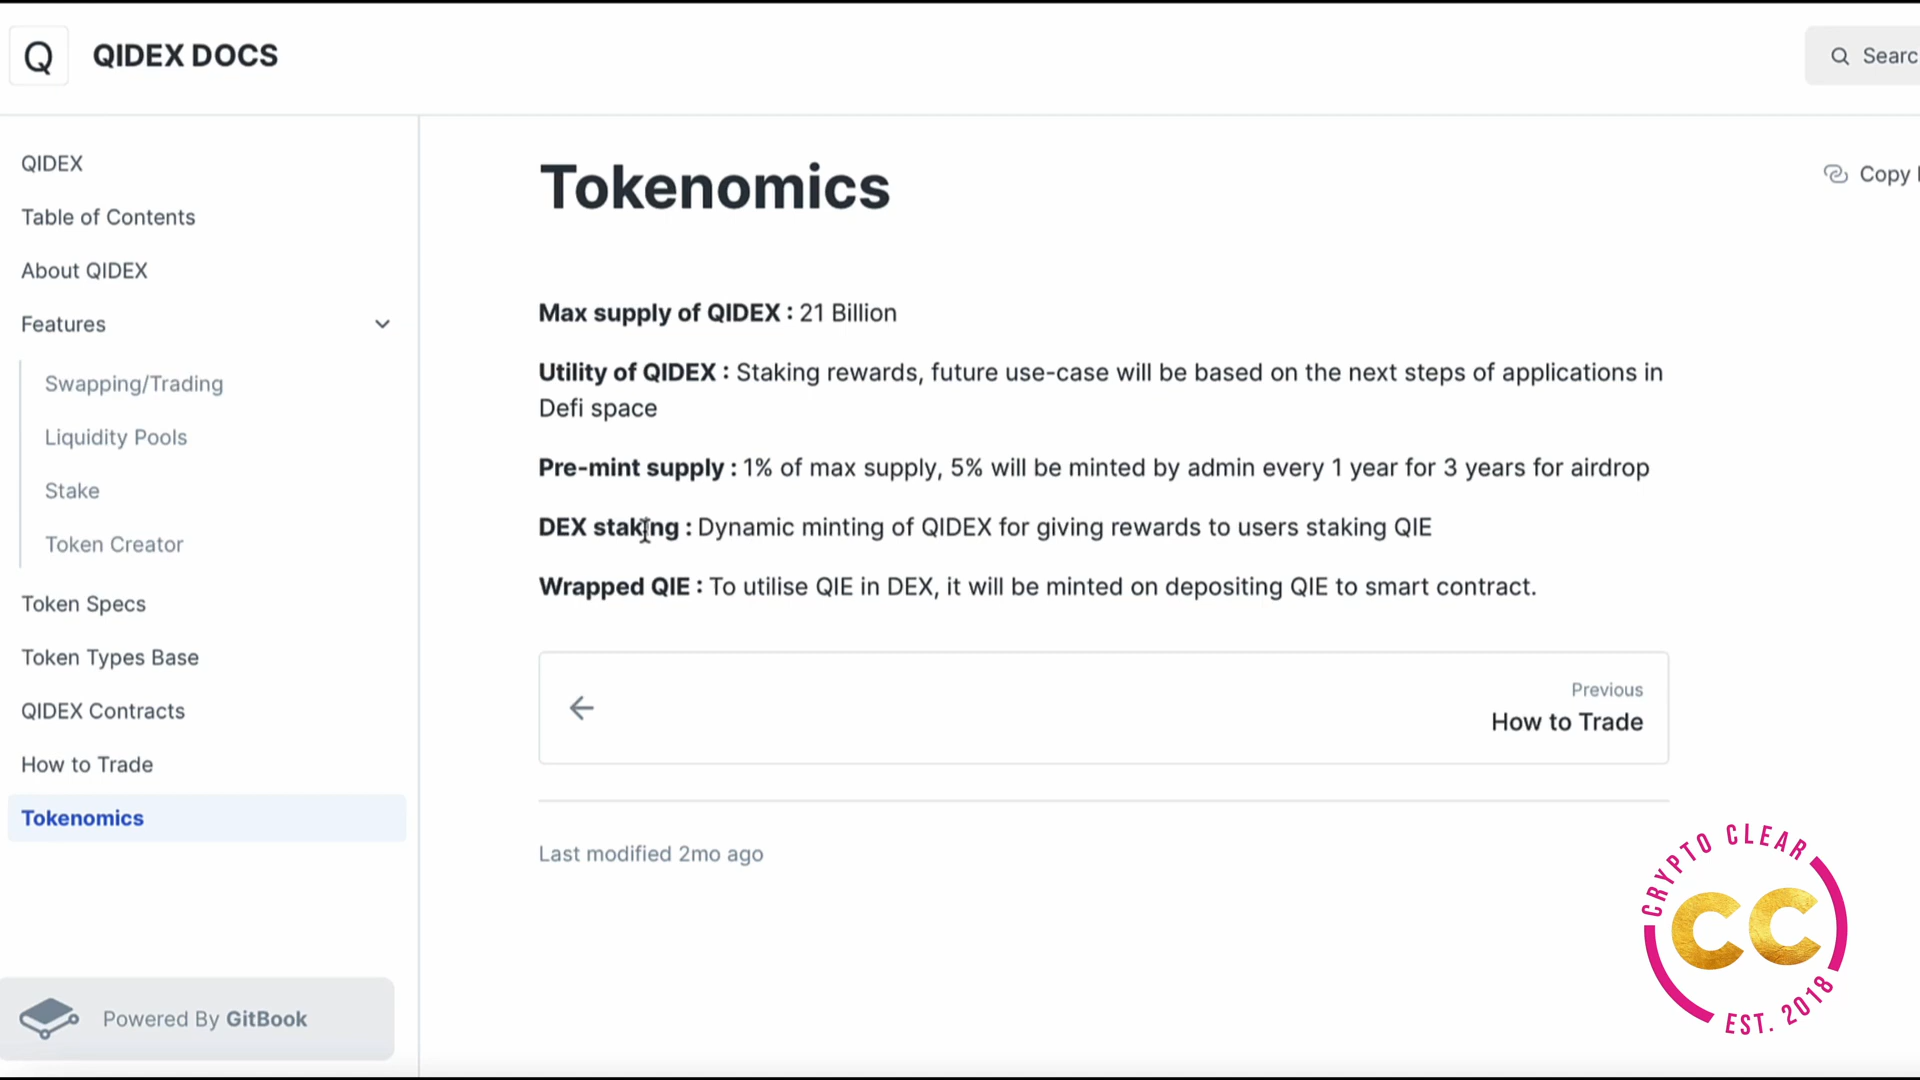 Q
QIDEX DOCS
Searc
QIDEX
Table of Contents
About QIDEX
Features
Swapping/Trading
Liquidity Pools
Stake
Token Creator
Token Specs
Token Types Base
QIDEX Contracts
How to Trade
Tokenomics
Powered By GitBook
Tokenomics
Copy
Max supply of QIDEX : 21 Billion
Utility of QIDEX : Staking rewards, future use-case will be based on the next steps of applications in
Defi space
Pre-mint supply : 1% of max supply, 5% will be minted by admin every 1 year for 3 years for airdrop
DEX staking : Dynamic minting of QIDEX for giving rewards to users staking QIE
Wrapped QIE : To utilise QIE in DEX, it will be minted on depositing QIE to smart contract.
Previous
How to Trade
Last modified 2mo ago
CRYPTO CLEAR
CC
EST. 2018